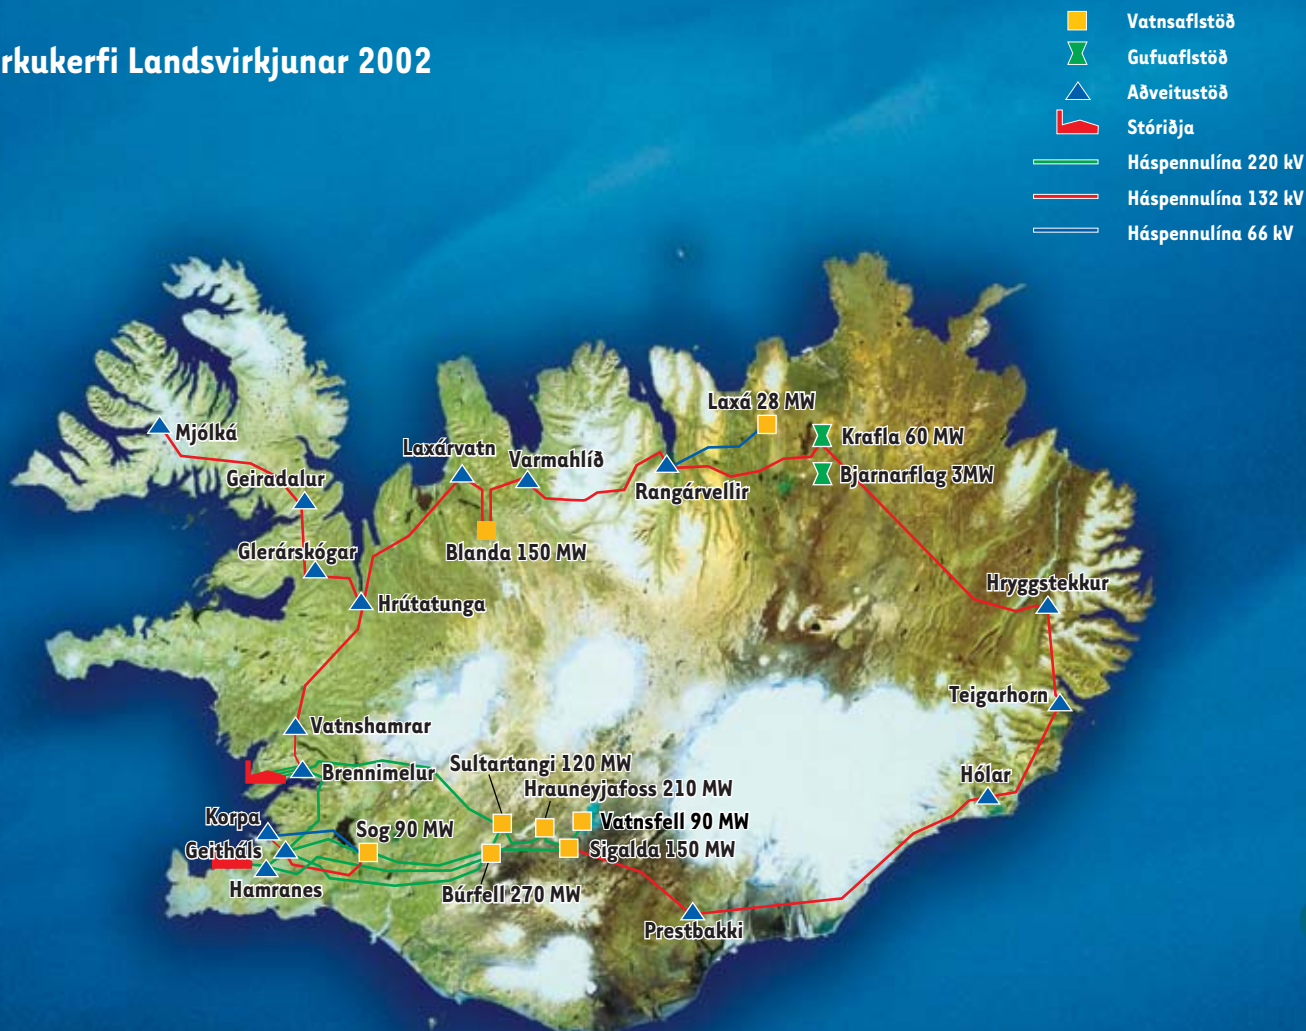 rkukerfi Landsvirkjunar 2002
Vatnsaflstöð
Gufuaflstöð
Aðveitustöð
Stóriðja
Háspennulína 220 kV
Háspennulína 132 kV
Háspennulína 66 kV
Laxá 28 MW
Mjólká
Krafla 60 MW
Laxárvatn
Varmahlíð
Geiradalur
Bjarnarflag 3MW
Rangárvellir
Glerárskógar
Blanda 150 MW
Hryggstekkur
Hrútatunga
Teigarhorn
Vatnshamrar
Sultartangi 120 MW
Brennimelur
Hólar
Hrauneyjafoss 210 MW
Korpa
Sog 90 MW
Vatnsfell 90 MW
Geitháls
Sigalda 150 MW
Hamranes
Búrfell 270 MW
Prestbakki